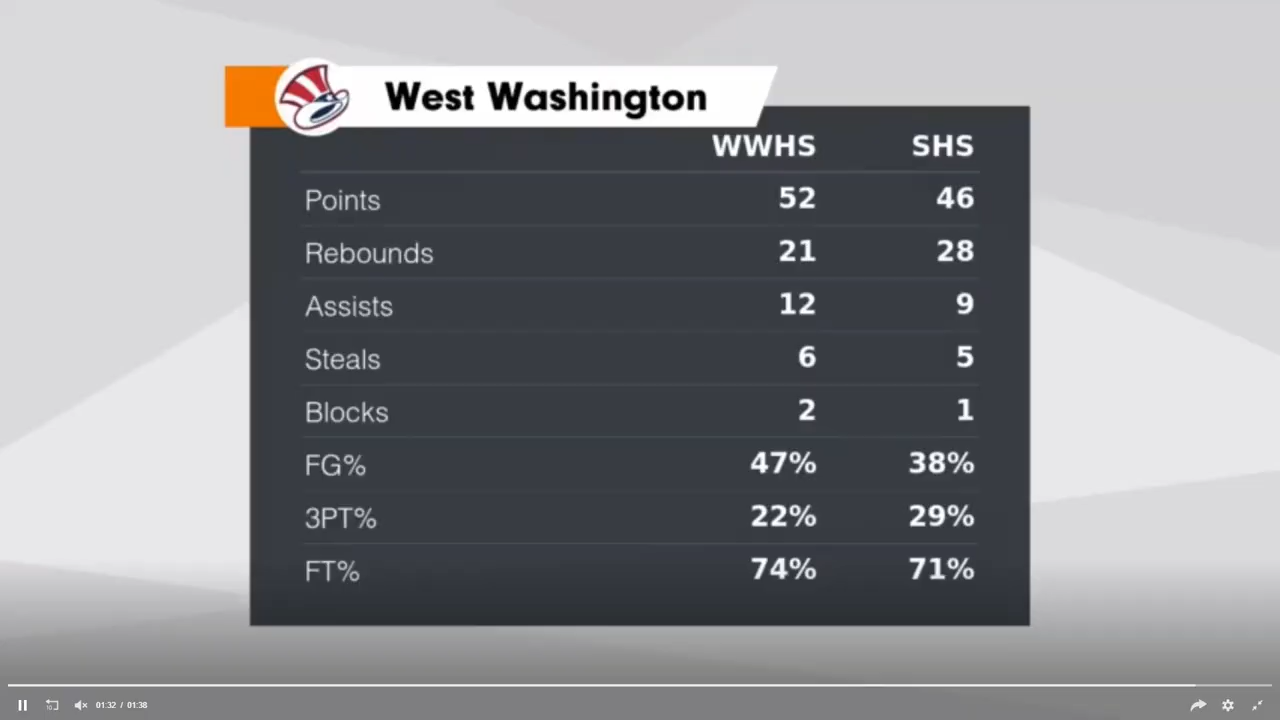 West Washington
WWHS SHS
Points 52 46
Rebounds 21 28
Assists 12 9
Steals 6 5
Blocks 2 1
FG% 47% 38%
3PT% 22% 29%
FT% 74% 71%
10
01:32 / 01:38